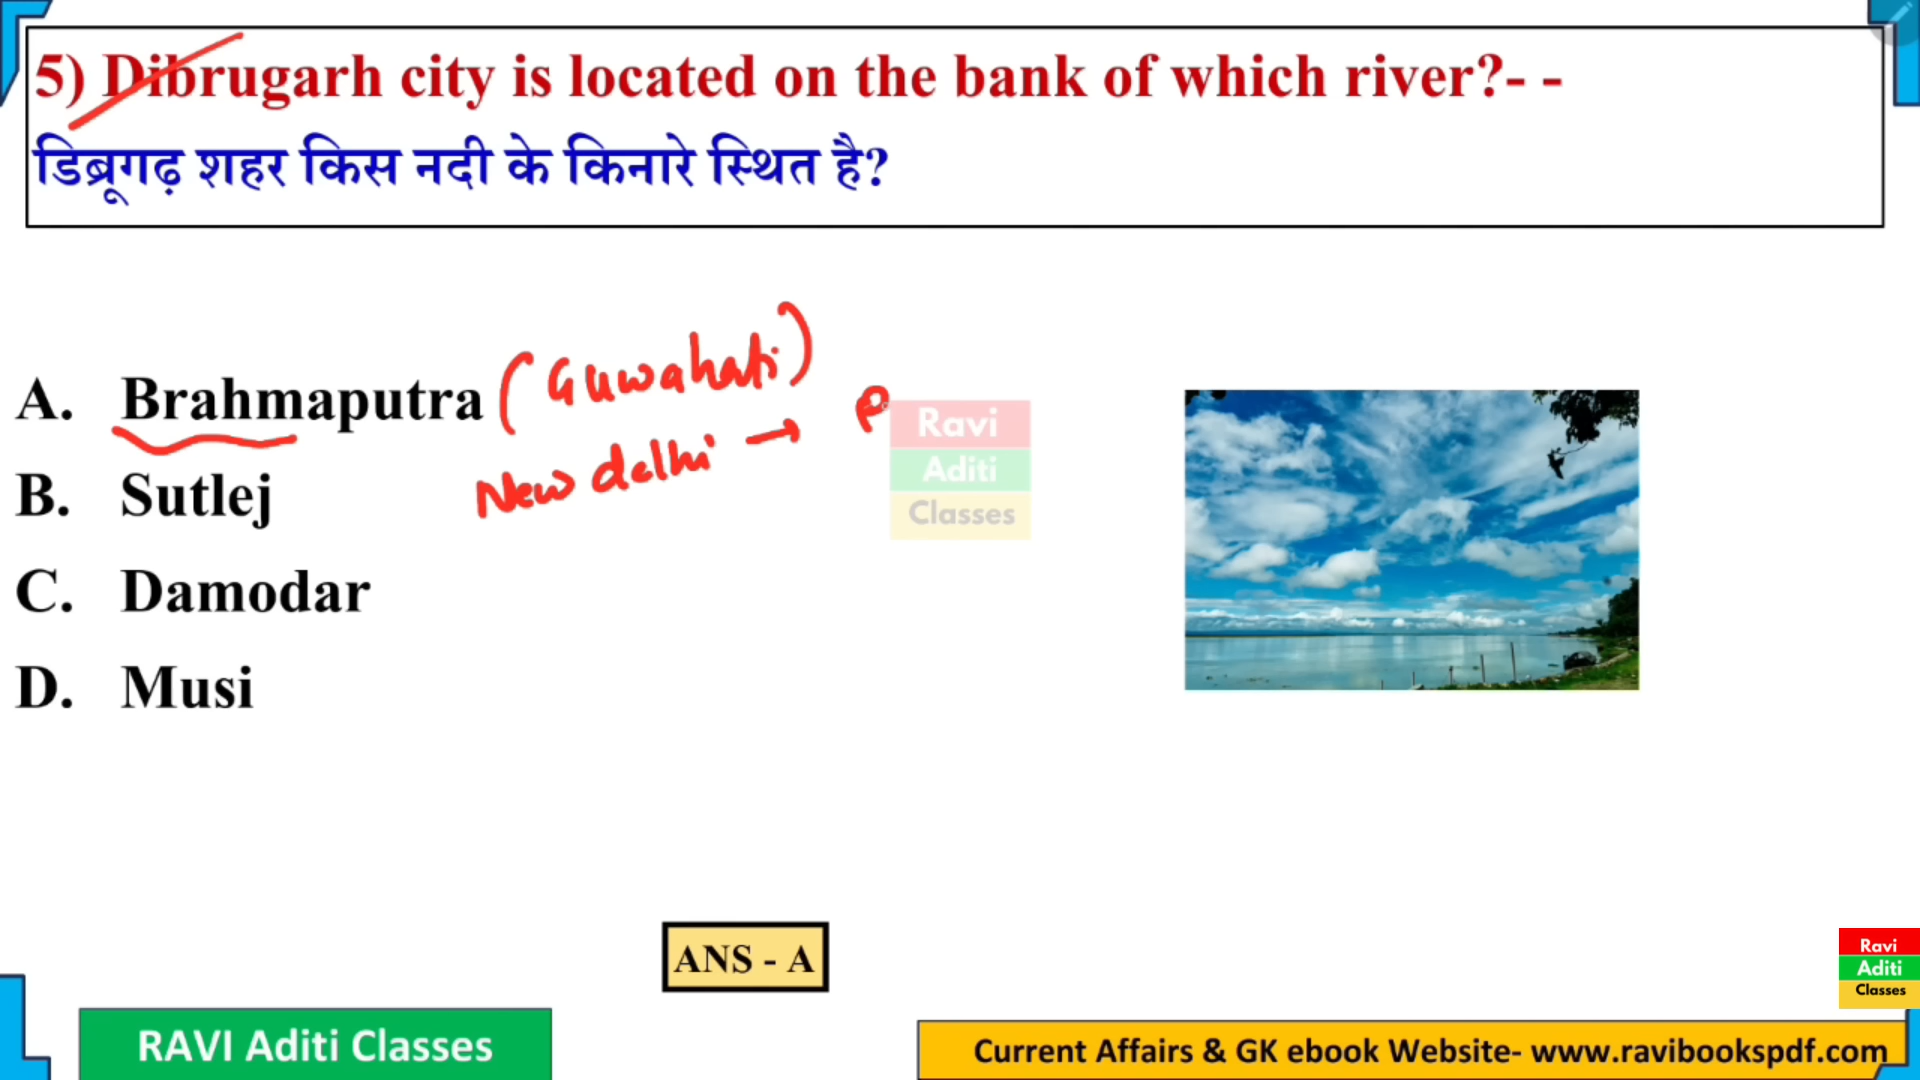 5) Dibrugarh city is located on the bank of which river?- -
डिब्रूगढ़ शहर किस नदी के किनारे स्थित है?
A. Brahmaputra (Guwahati)
New delhi →
B. Sutlej
C. Damodar
D. Musi
Ravi
Aditi
Classes
ANS - A
Ravi
Aditi
Classes
RAVI Aditi Classes
Current Affairs & GK ebook Website- www.ravibookspdf.com